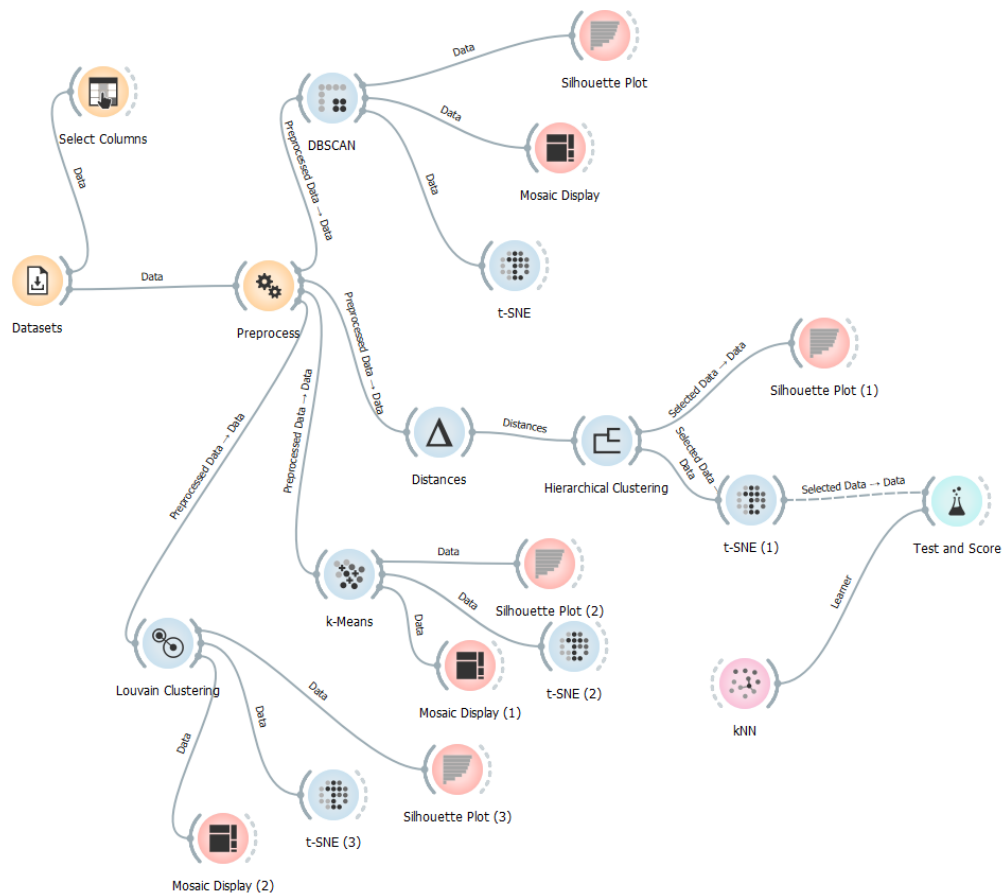 Data
Silhouette Plot
Select Columns
Data
DBSCAN
Preprocessed Data → Data
Mosaic Display
Data
Data
Data
Datasets
Preprocess
t-SNE
Preprocessed Data → Data
Selected Data → Data
Silhouette Plot (1)
Preprocessed Data → Data
Preprocessed Data → Data
Distances
Distances
Hierarchical Clustering
Selected Data →
Data
t-SNE (1)
Selected Data → Data
Test and Score
Data
k-Means
Data
Data
Silhouette Plot (2)
Learner
Louvain Clustering
t-SNE (2)
Mosaic Display (1)
kNN
Data
Data
Data
Silhouette Plot (3)
t-SNE (3)
Mosaic Display (2)